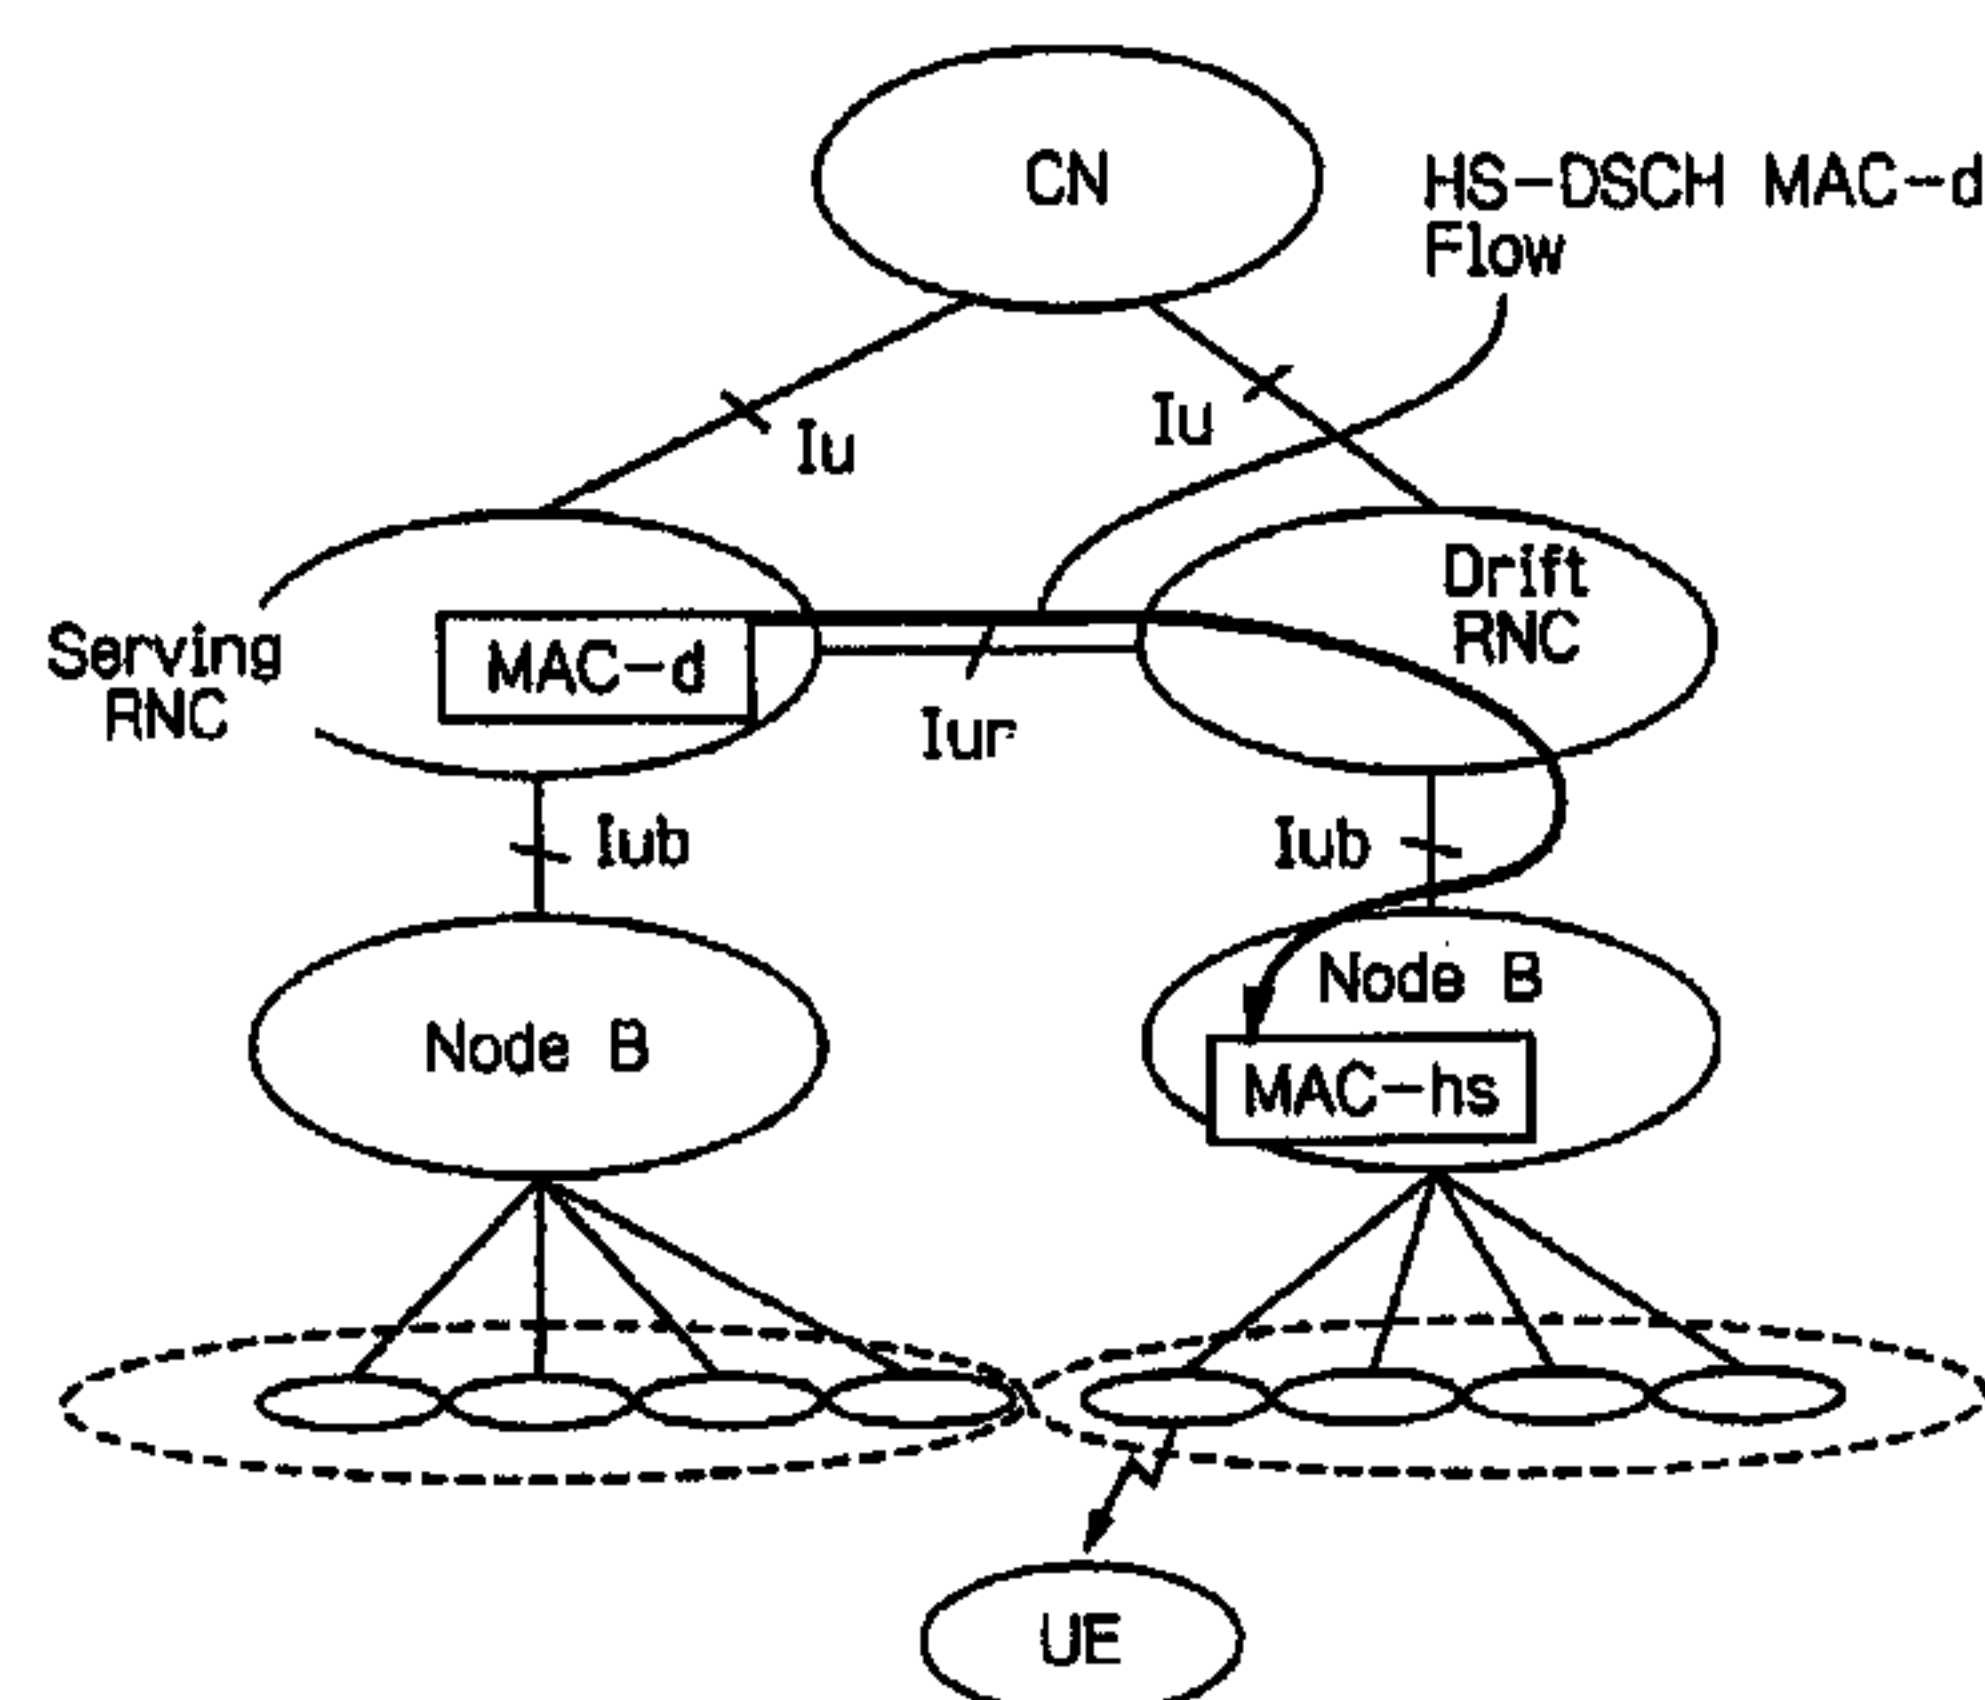 CN
HS-DSCH MAC-d
Flow
Iu
Iu
Drift
RNC
Serving
RNC
MAC-d
Iur
Iub
Iub
Node B
Node B
MAC-hs
UE